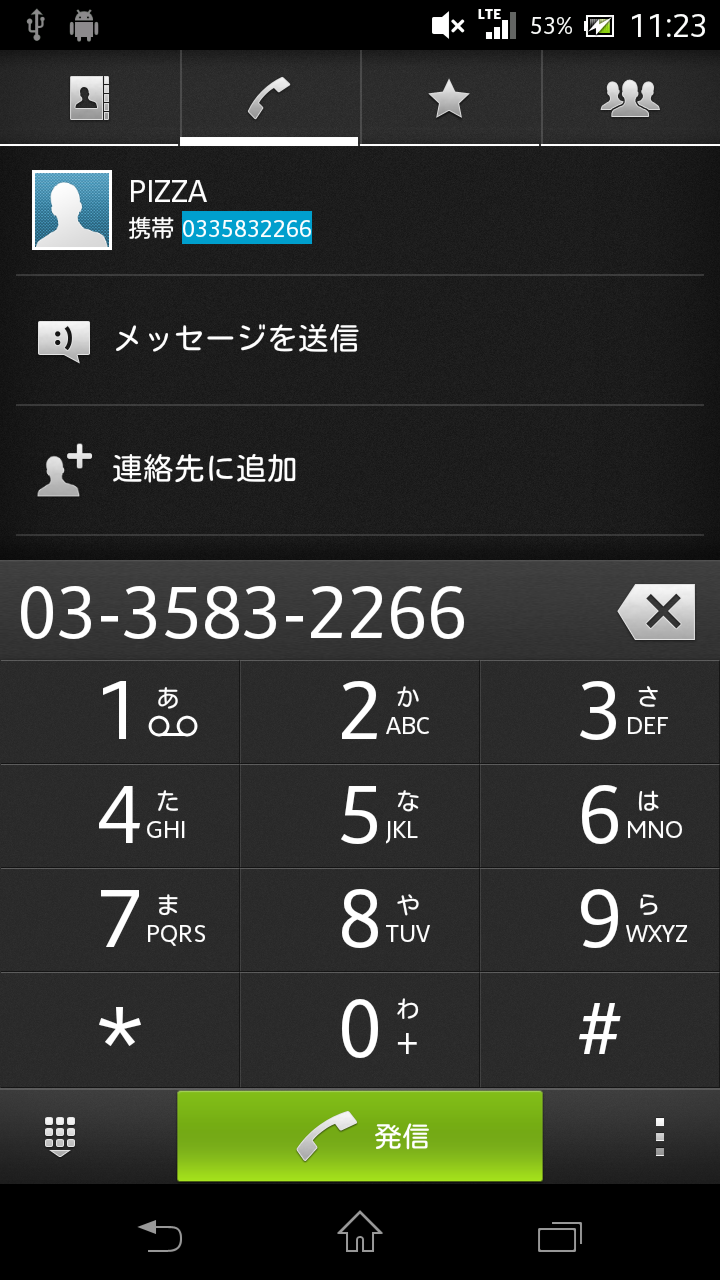 LTE 53% 11:23
PIZZA
携帯 0335832266
:) メッセージを送信
連絡先に追加
03-3583-2266
1 あ
2 か ABC
3 さ DEF
4 た GHI
5 な JKL
6 は MNO
7 ま PQRS
8 や TUV
9 ら WXYZ
*
0 わ +
#
発信